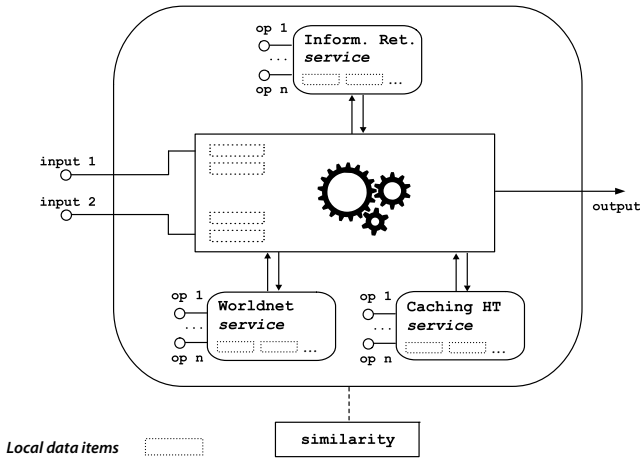 op 1
...
op n
Inform. Ret.
service
...
input 1
input 2
output
op 1
...
op n
Worldnet
service
...
op 1
...
op n
Caching HT
service
...
similarity
Local data items